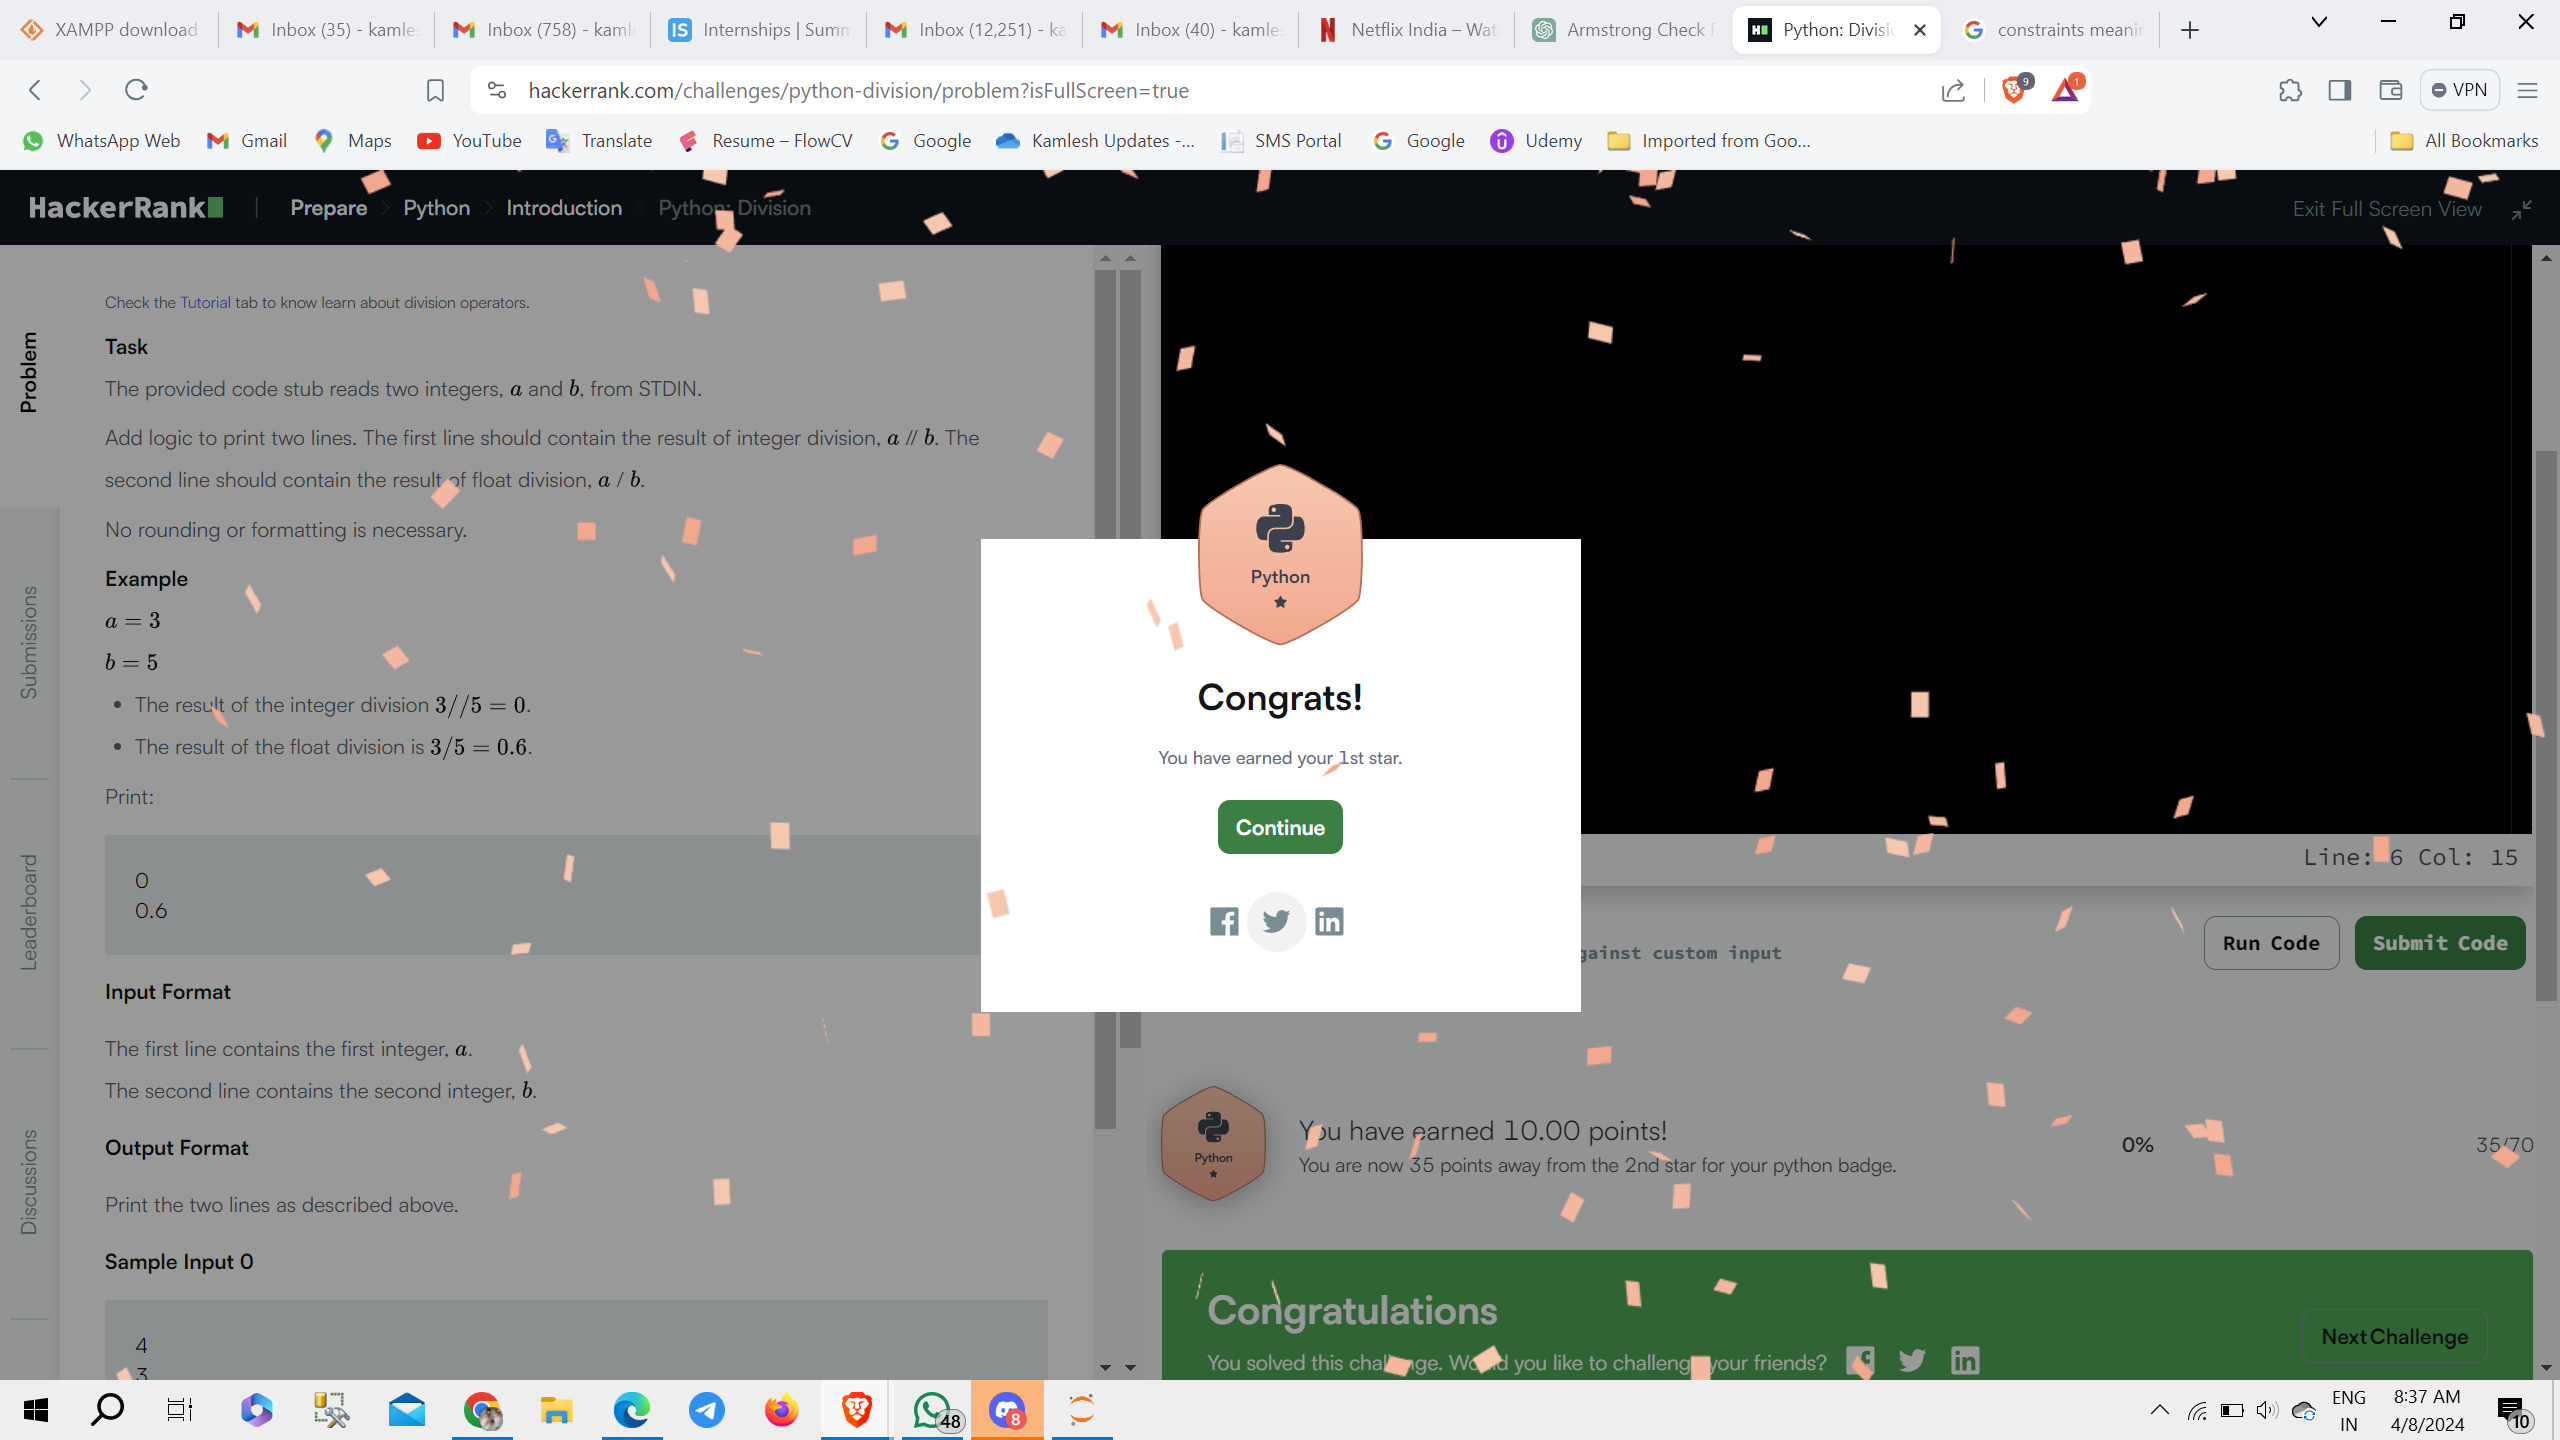 XAMPP download
Inbox (35) - kamles
Inbox (758) - kaml
Internships | Summ
Inbox (12,251) - ka
Inbox (40) - kamles
Netflix India – Wat
Armstrong Check
Python: Divisi
constraints meanin
hackerrank.com/challenges/python-division/problem?isFullScreen=true
9
1
VPN
WhatsApp Web
Gmail
Maps
YouTube
Translate
Resume – FlowCV
Google
Kamlesh Updates -...
SMS Portal
Google
Udemy
Imported from Goo...
All Bookmarks
HackerRank
Prepare
Python
Introduction
Python: Division
Exit Full Screen View
Problem
Submissions
Leaderboard
Discussions
Check the Tutorial tab to know learn about division operators.
Task
The provided code stub reads two integers, a and b, from STDIN.
Add logic to print two lines. The first line should contain the result of integer division, a // b. The
second line should contain the result of float division, a / b.
No rounding or formatting is necessary.
Example
a = 3
b = 5
• The result of the integer division 3//5 = 0.
• The result of the float division is 3/5 = 0.6.
Print:
0
0.6
Input Format
The first line contains the first integer, a.
The second line contains the second integer, b.
Output Format
Print the two lines as described above.
Sample Input 0
4
3
Python
Congrats!
You have earned your 1st star.
Continue
Line: 6 Col: 15
against custom input
Run Code
Submit Code
Python
You have earned 10.00 points!
You are now 35 points away from the 2nd star for your python badge.
0%
35/70
Congratulations
You solved this challenge. Would you like to challenge your friends?
Next Challenge
48
8
ENG
IN
8:37 AM
4/8/2024
10